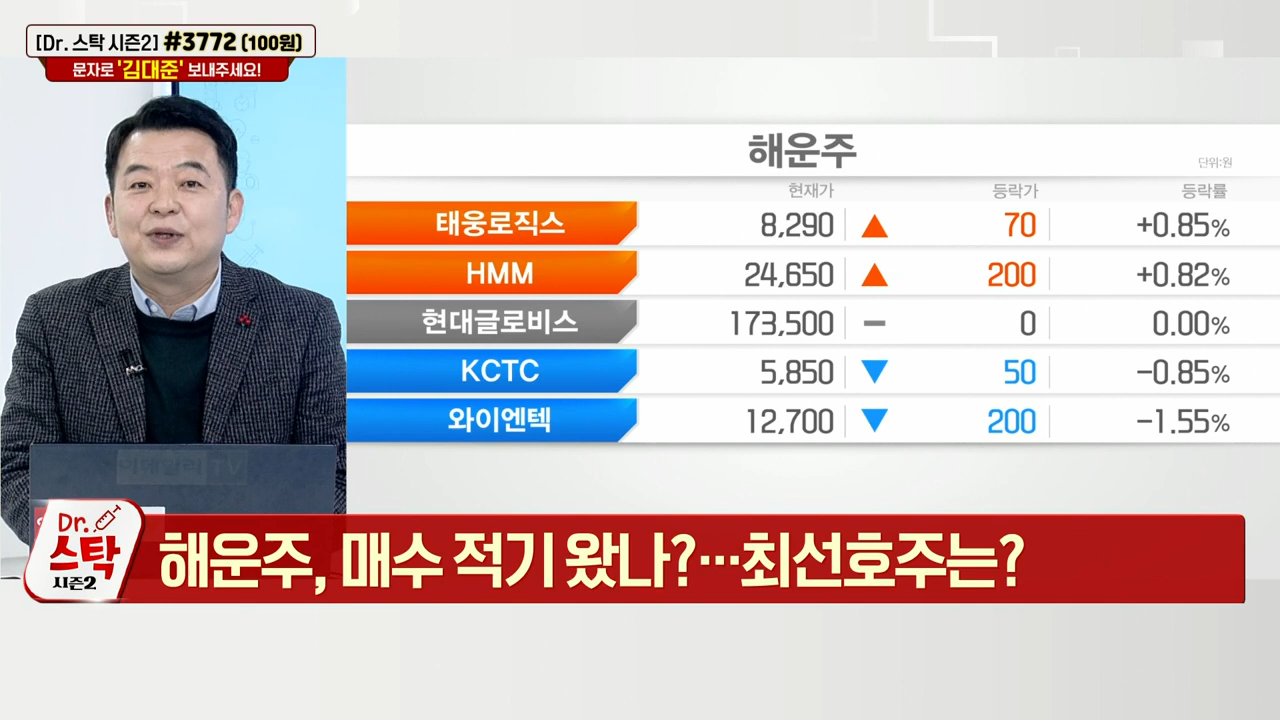 [Dr. 스탁 시즌2] #3772 (100원)
문자로 '김대준' 보내주세요!
해운주
단위:원
현재가 등락가 등락률
태웅로직스 8,290 ▲ 70 +0.85%
HMM 24,650 ▲ 200 +0.82%
현대글로비스 173,500 － 0 0.00%
KCTC 5,850 ▼ 50 -0.85%
와이엔텍 12,700 ▼ 200 -1.55%
이데일리 TV
Dr.
스탁
시즌2
해운주, 매수 적기 왔나?…최선호주는?